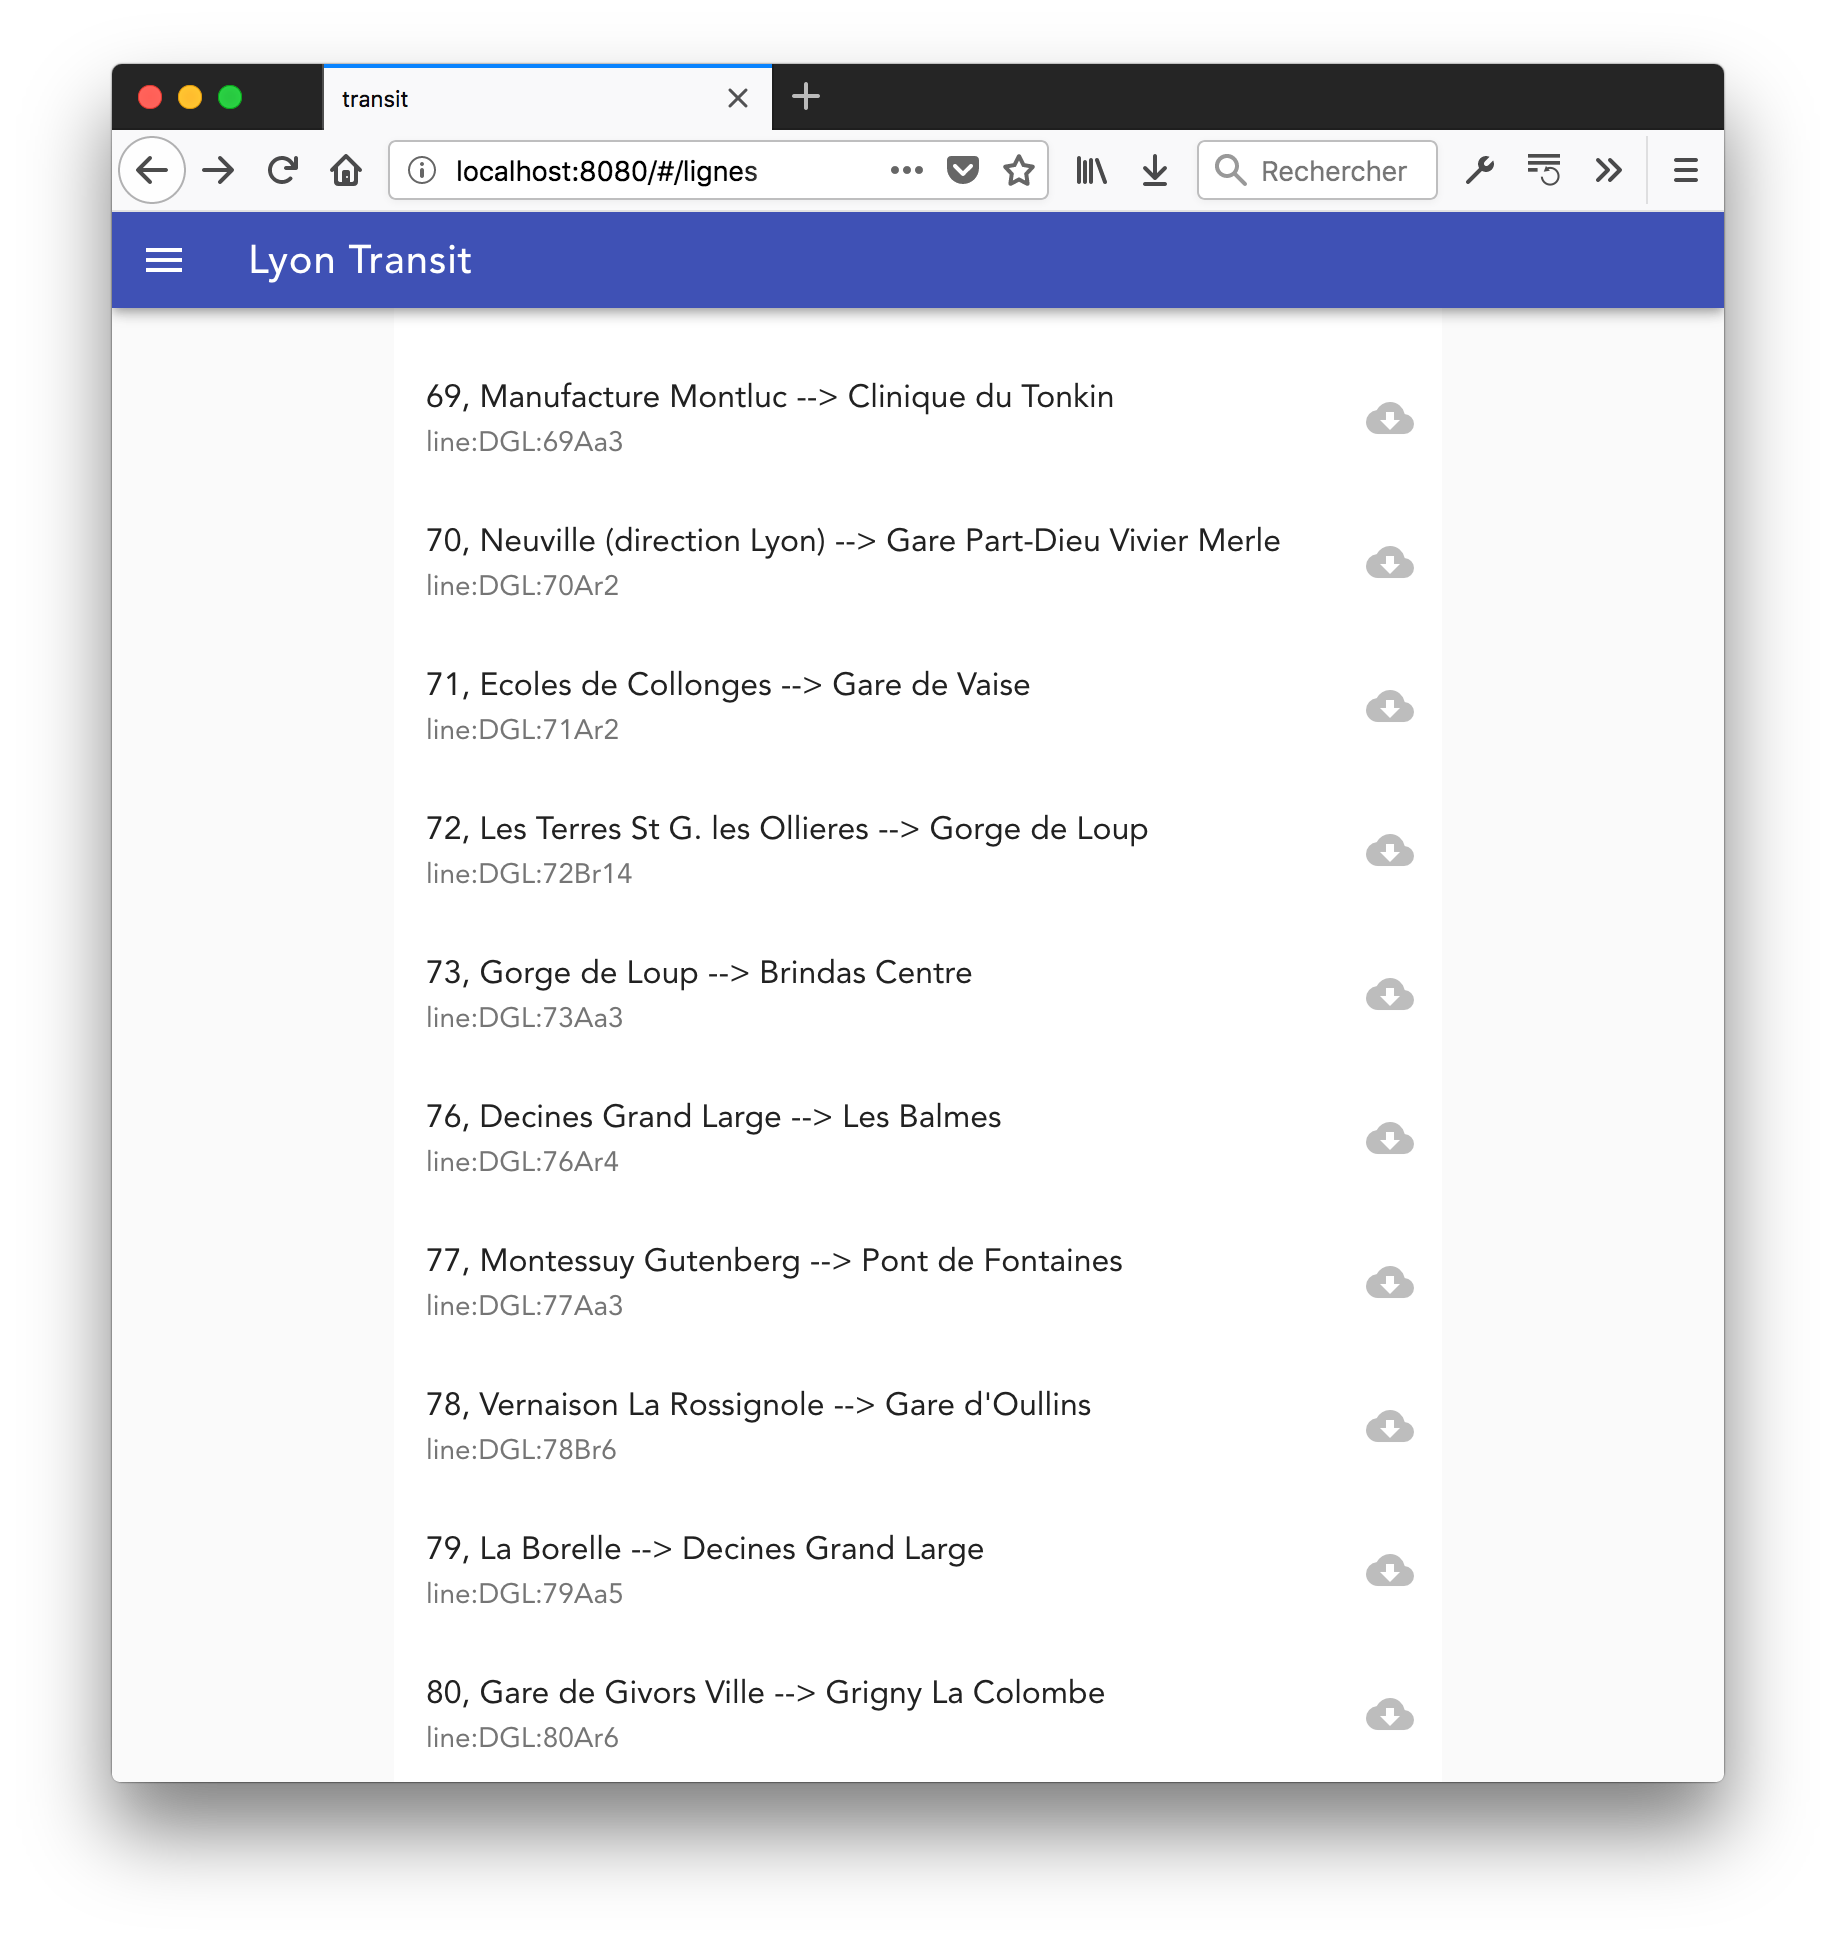 transit
localhost:8080/#/lignes
Rechercher
Lyon Transit
69, Manufacture Montluc --> Clinique du Tonkin
line:DGL:69Aa3
70, Neuville (direction Lyon) --> Gare Part-Dieu Vivier Merle
line:DGL:70Ar2
71, Ecoles de Collonges --> Gare de Vaise
line:DGL:71Ar2
72, Les Terres St G. les Ollieres --> Gorge de Loup
line:DGL:72Br14
73, Gorge de Loup --> Brindas Centre
line:DGL:73Aa3
76, Decines Grand Large --> Les Balmes
line:DGL:76Ar4
77, Montessuy Gutenberg --> Pont de Fontaines
line:DGL:77Aa3
78, Vernaison La Rossignole --> Gare d'Oullins
line:DGL:78Br6
79, La Borelle --> Decines Grand Large
line:DGL:79Aa5
80, Gare de Givors Ville --> Grigny La Colombe
line:DGL:80Ar6